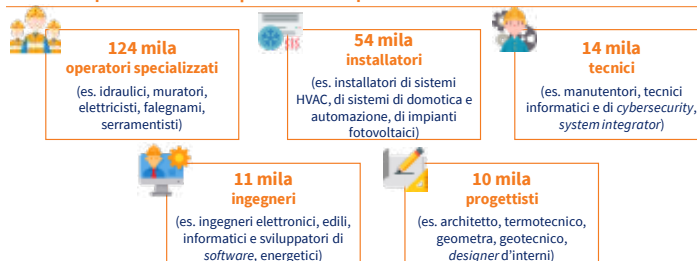 124 mila
operatori specializzati
(es. idraulici, muratori,
elettricisti, falegnami,
serramentisti)
54 mila
installatori
(es. installatori di sistemi
HVAC, di sistemi di domotica e
automazione, di impianti
fotovoltaici)
14 mila
tecnici
(es. manutentori, tecnici
informatici e di cybersecurity,
system integrator)
11 mila
ingegneri
(es. ingegneri elettronici, edili,
informatici e sviluppatori di
software, energetici)
10 mila
progettisti
(es. architetto, termotecnico,
geometra, geotecnico,
designer d'interni)